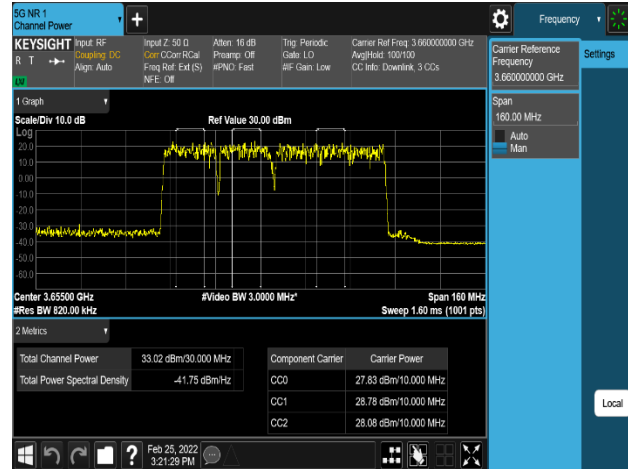 5G NR 1
Channel Power
Frequency
KEYSIGHT
R T
LNI
Input: RF
Coupling: DC
Align: Auto
Input Z: 50 Ω
Corr CCorr RCal
Freq Ref: Ext (S)
NFE: Off
Atten: 16 dB
Preamp: Off
#PNO: Fast
Trig: Periodic
Gate: LO
#IF Gain: Low
Carrier Ref Freq: 3.660000000 GHz
Avg|Hold: 100/100
CC Info: Downlink, 3 CCs
Carrier Reference
Frequency
3.660000000 GHz
Settings
Span
160.00 MHz
Auto
Man
1 Graph
Scale/Div 10.0 dB
Ref Value 30.00 dBm
Log
20.0
10.0
0.00
-10.0
-20.0
-30.0
-40.0
-50.0
-60.0
Center 3.65500 GHz
#Video BW 3.0000 MHz*
Span 160 MHz
#Res BW 820.00 kHz
Sweep 1.60 ms (1001 pts)
2 Metrics
Total Channel Power 33.02 dBm/30.000 MHz
Total Power Spectral Density -41.75 dBm/Hz
Component Carrier Carrier Power
CC0 27.83 dBm/10.000 MHz
CC1 28.78 dBm/10.000 MHz
CC2 28.08 dBm/10.000 MHz
Local
Feb 25, 2022
3:21:29 PM